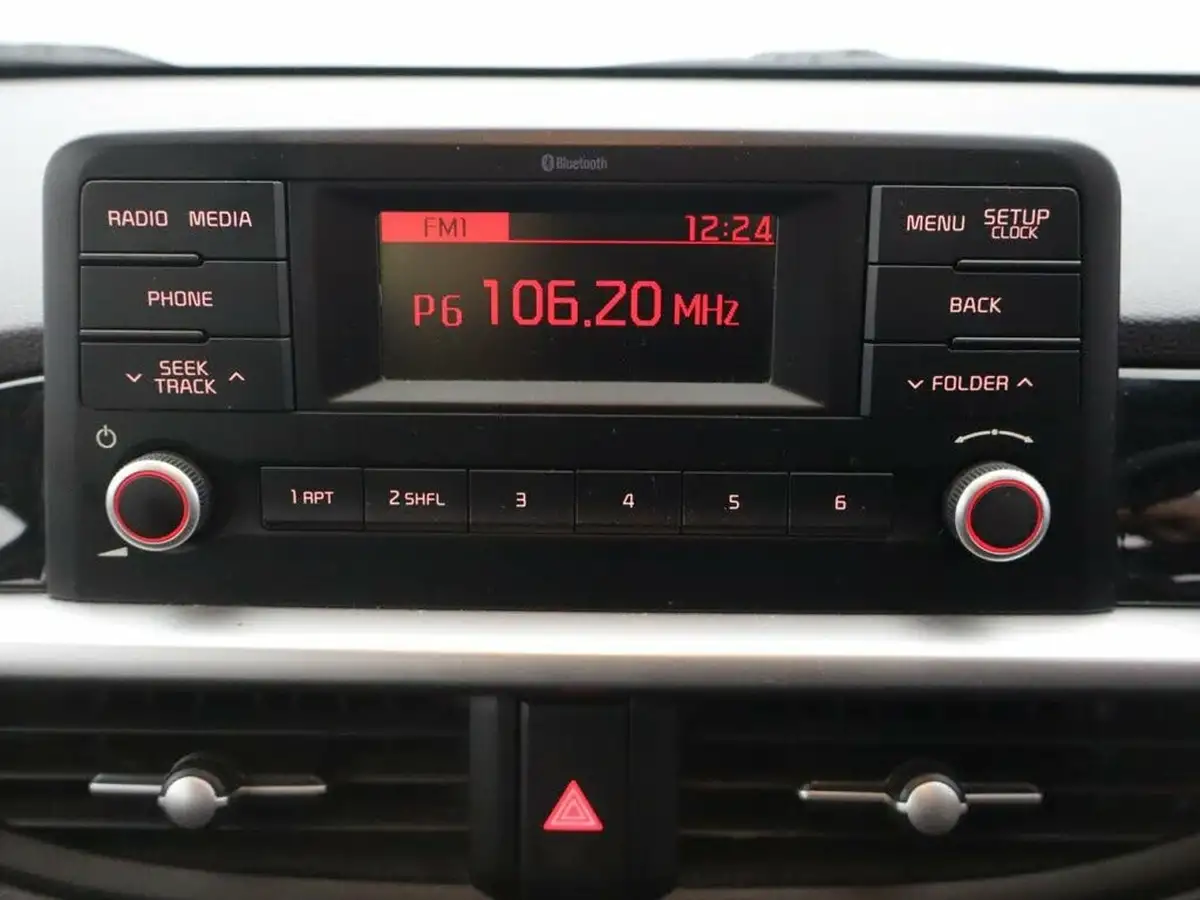 Bluetooth
RADIO MEDIA
FM1 12:24
MENU SETUP
CLOCK
PHONE
P6 106.20 MHz
BACK
SEEK
TRACK
FOLDER
1 RPT 2 SHFL 3 4 5 6